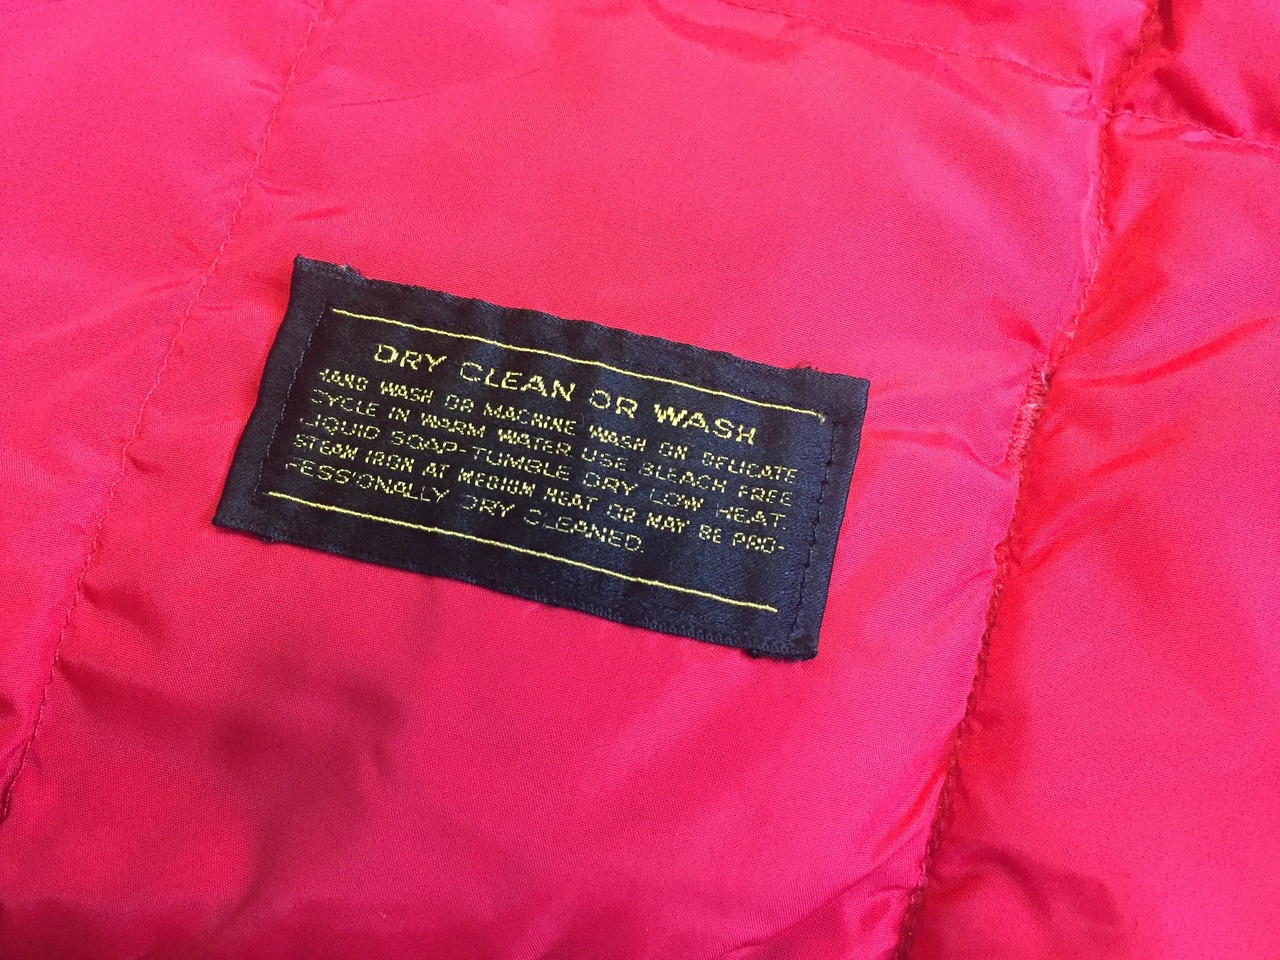 DRY CLEAN OR WASH
HAND WASH OR MACHINE WASH ON DELICATE
CYCLE IN WARM WATER USE BLEACH FREE
LIQUID SOAP-TUMBLE DRY LOW HEAT.
STEAM IRON AT MEDIUM HEAT OR MAY BE PRO-
FESSIONALLY DRY CLEANED.